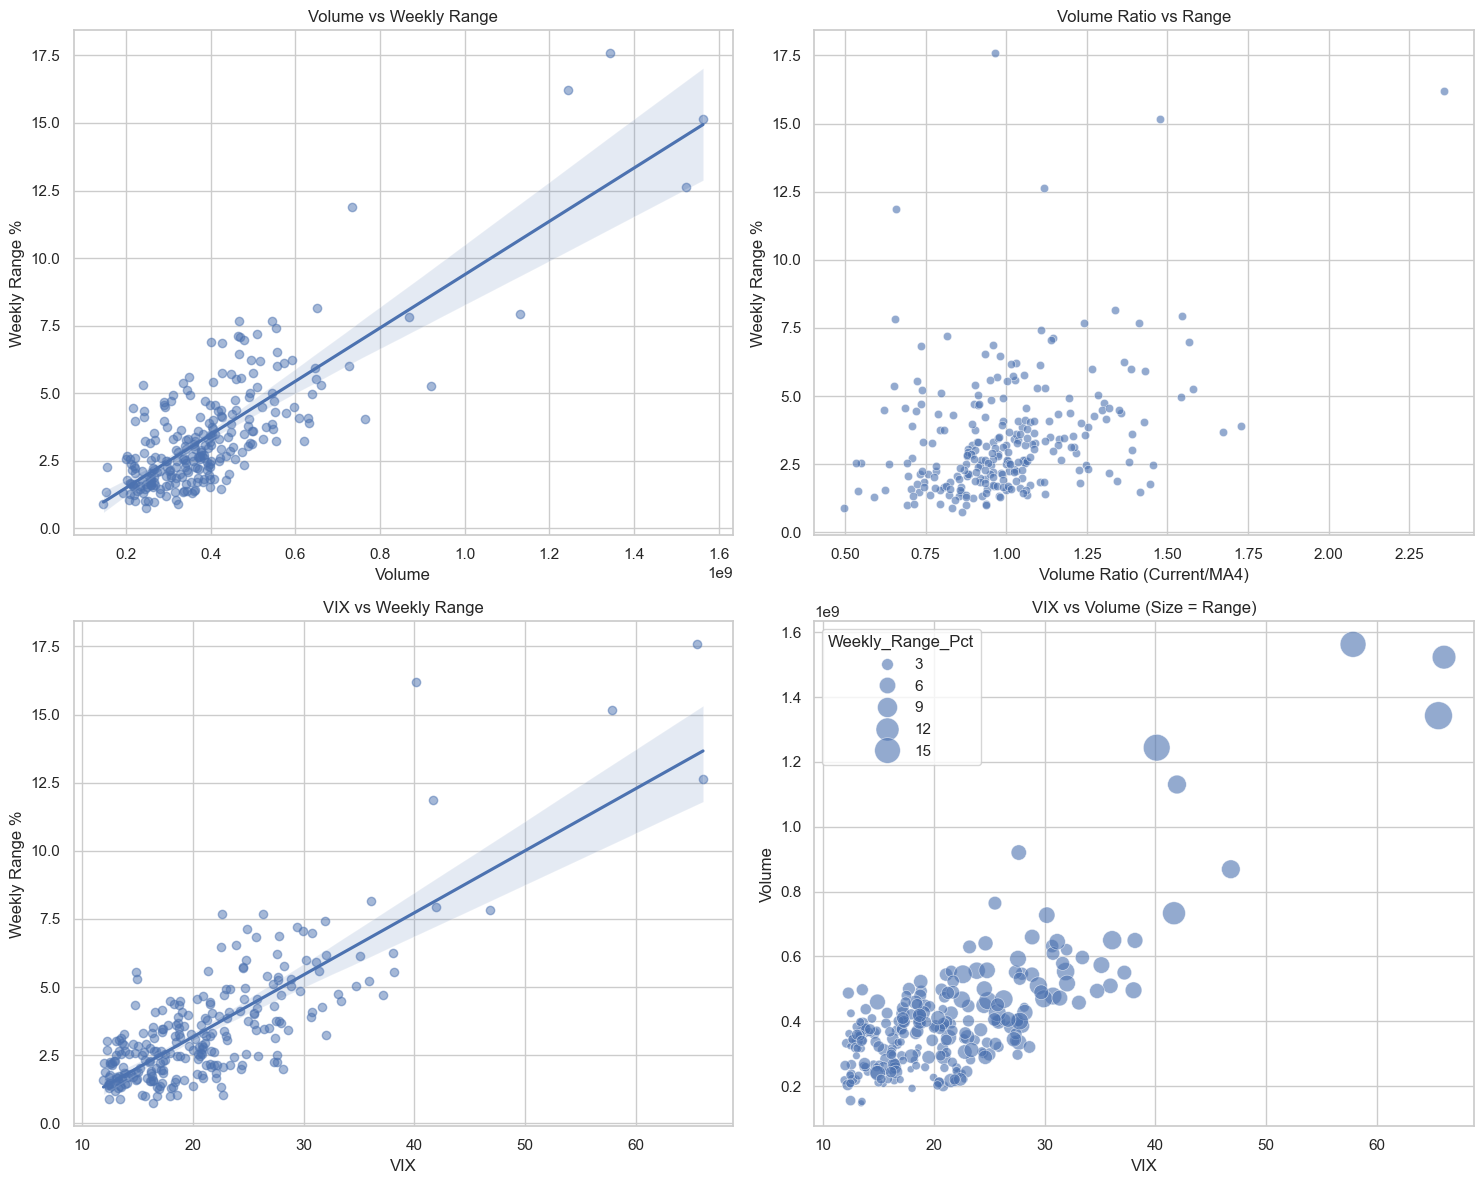 Volume vs Weekly Range
Weekly Range %
17.5
15.0
12.5
10.0
7.5
5.0
2.5
0.0
0.2 0.4 0.6 0.8 1.0 1.2 1.4 1.6
1e9
Volume
Volume Ratio vs Range
Weekly Range %
17.5
15.0
12.5
10.0
7.5
5.0
2.5
0.0
0.50 0.75 1.00 1.25 1.50 1.75 2.00 2.25
Volume Ratio (Current/MA4)
VIX vs Weekly Range
Weekly Range %
17.5
15.0
12.5
10.0
7.5
5.0
2.5
0.0
10 20 30 40 50 60
VIX
VIX vs Volume (Size = Range)
1e9
Volume
1.6
1.4
1.2
1.0
0.8
0.6
0.4
0.2
Weekly_Range_Pct
3
6
9
12
15
10 20 30 40 50 60
VIX